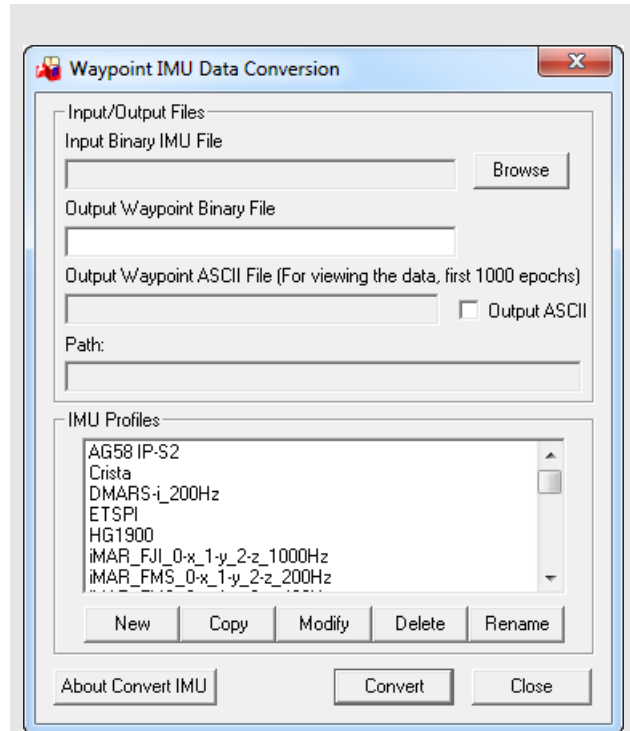 Waypoint IMU Data Conversion
Input/Output Files
Input Binary IMU File
Browse
Output Waypoint Binary File
Output Waypoint ASCII File (For viewing the data, first 1000 epochs)
Output ASCII
Path:
IMU Profiles
AG58 IP-S2
Crista
DMARS-i_200Hz
ETSPI
HG1900
iMAR_FJI_0-x_1-y_2-z_1000Hz
iMAR_FMS_0-x_1-y_2-z_200Hz
New Copy Modify Delete Rename
About Convert IMU Convert Close